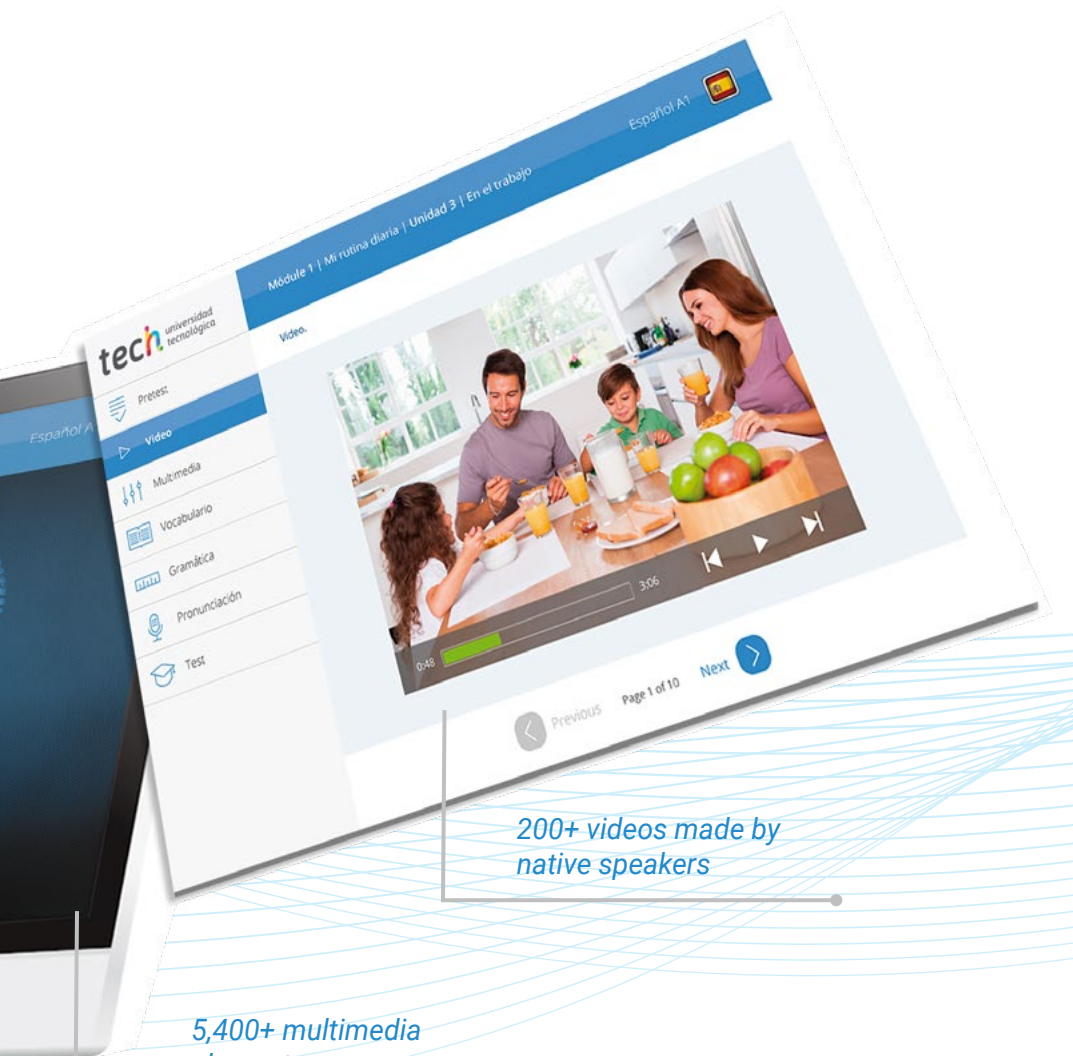 Español A1
Módule 1 | Mi rutina diaria | Unidad 3 | En el trabajo
tech universidad
tecnológica
Video.
Pretest
Video
Multimedia
Vocabulario
Gramática
Pronunciación
Test
0:48
3:06
Previous
Page 1 of 10
Next
Español A
200+ videos made by
native speakers
5,400+ multimedia